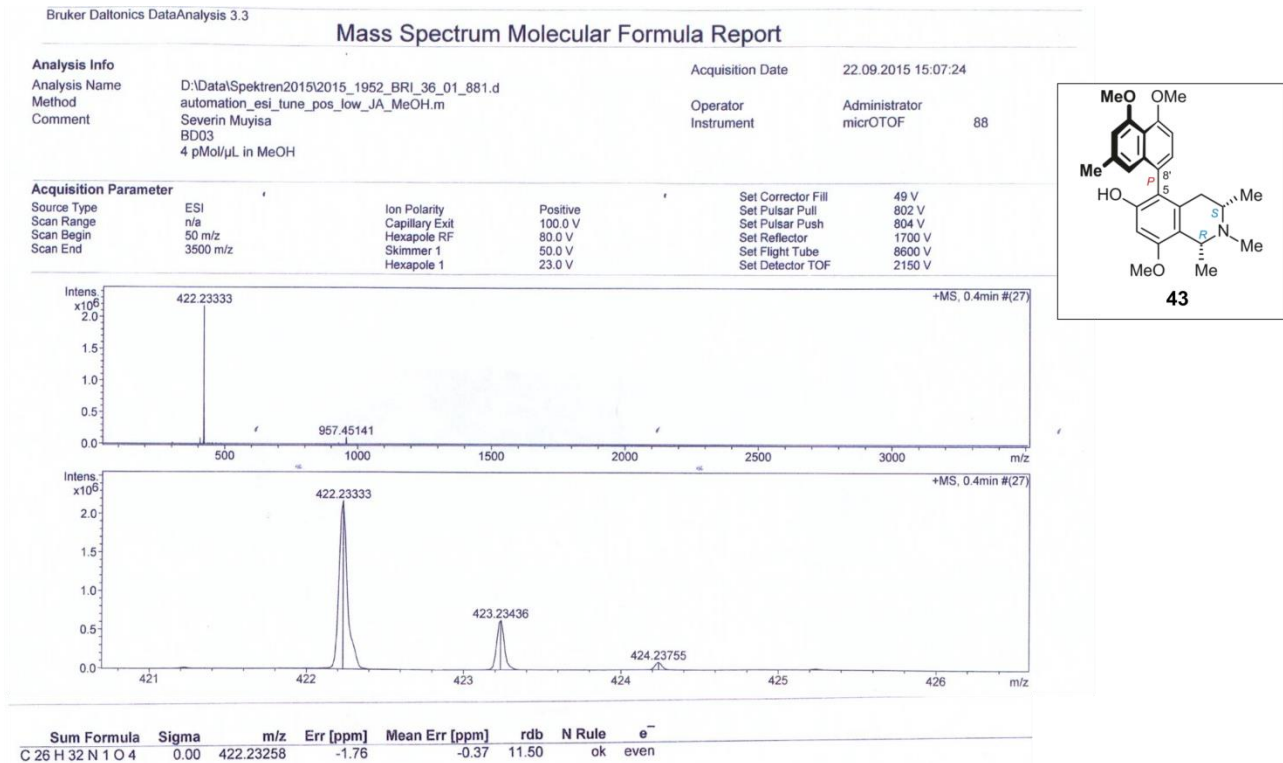 Bruker Daltonics DataAnalysis 3.3
Mass Spectrum Molecular Formula Report
Analysis Info
Acquisition Date 22.09.2015 15:07:24
Analysis Name D:\Data\Spektren2015\2015_1952_BRI_36_01_881.d
Method automation_esi_tune_pos_low_JA_MeOH.m
Operator Administrator
Comment Severin Muyisa
Instrument micrOTOF 88
BD03
4 pMol/µL in MeOH
Acquisition Parameter
Set Corrector Fill 49 V
Source Type ESI Ion Polarity Positive Set Pulsar Pull 802 V
Scan Range n/a Capillary Exit 100.0 V Set Pulsar Push 804 V
Scan Begin 50 m/z Hexapole RF 80.0 V Set Reflector 1700 V
Scan End 3500 m/z Skimmer 1 50.0 V Set Flight Tube 8600 V
Hexapole 1 23.0 V Set Detector TOF 2150 V
Intens.
x10^6
+MS, 0.4min #(27)
422.23333
2.0
1.5
1.0
0.5
957.45141
0.0
500 1000 1500 2000 2500 3000 m/z
Intens.
x10^6
+MS, 0.4min #(27)
422.23333
2.0
1.5
1.0
423.23436
0.5
424.23755
0.0
421 422 423 424 425 426 m/z
Sum Formula Sigma m/z Err [ppm] Mean Err [ppm] rdb N Rule e‾
C 26 H 32 N 1 O 4 0.00 422.23258 -1.76 -0.37 11.50 ok even
MeO OMe
Me
P 8'
HO 5
S Me
N
R Me
MeO Me
43